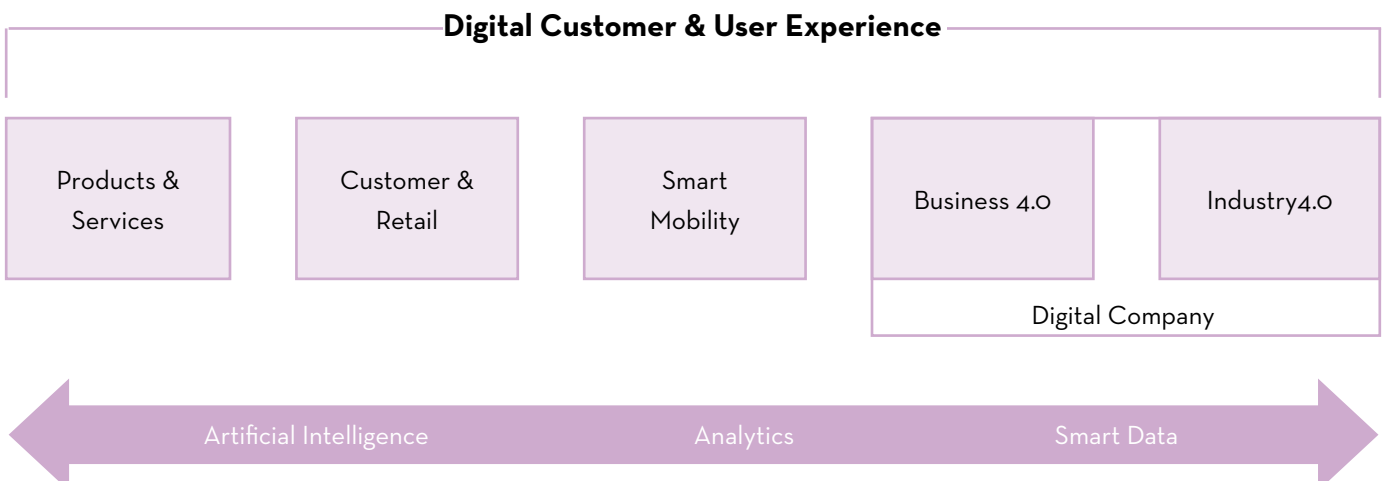 Digital Customer & User Experience
Products &
Services
Customer &
Retail
Smart
Mobility
Business 4.0
Industry4.0
Digital Company
Artificial Intelligence
Analytics
Smart Data